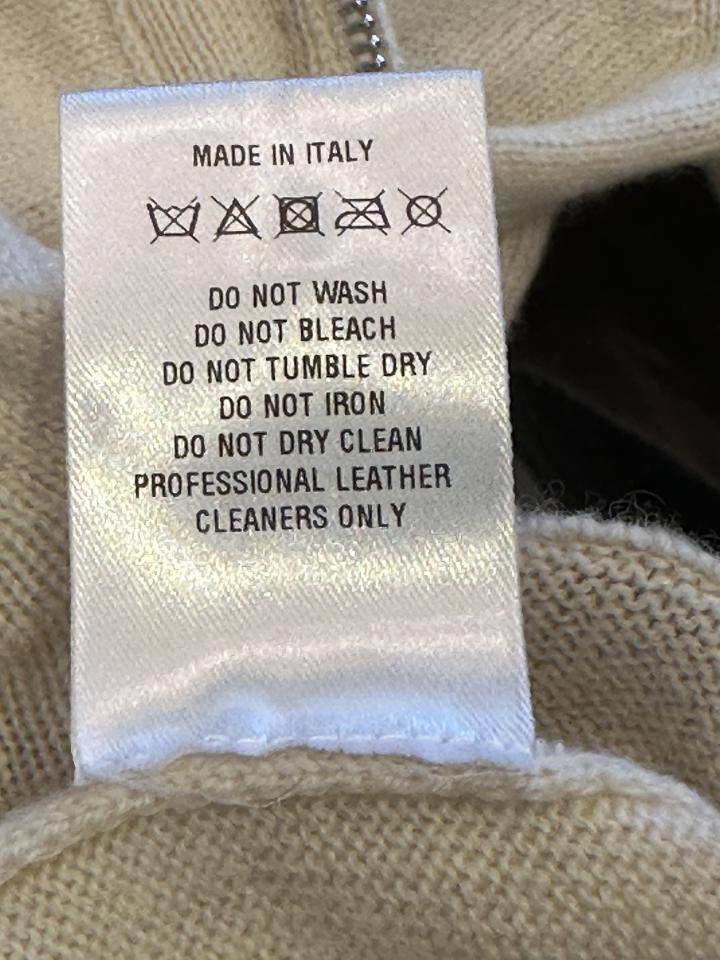 MADE IN ITALY
DO NOT WASH
DO NOT BLEACH
DO NOT TUMBLE DRY
DO NOT IRON
DO NOT DRY CLEAN
PROFESSIONAL LEATHER
CLEANERS ONLY